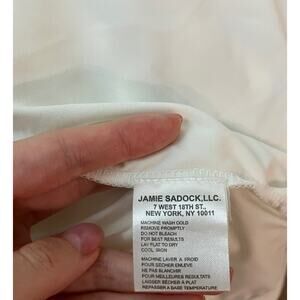 JAMIE SADOCK,LLC.
7 WEST 18TH ST.,
NEW YORK, NY 10011
MACHINE WASH COLD
REMOVE PROMPTLY
DO NOT BLEACH
FOR BEST RESULTS
LAY FLAT TO DRY
COOL IRON
MACHINE LAVER A FROID
POUR SÉCHER ENLEVE
NE PAS BLANCHIR
POUR MEILLEURES RESULTATS
LAISSER SÉCHER À PLAT
REPASSER A BASE TEMPERATURE